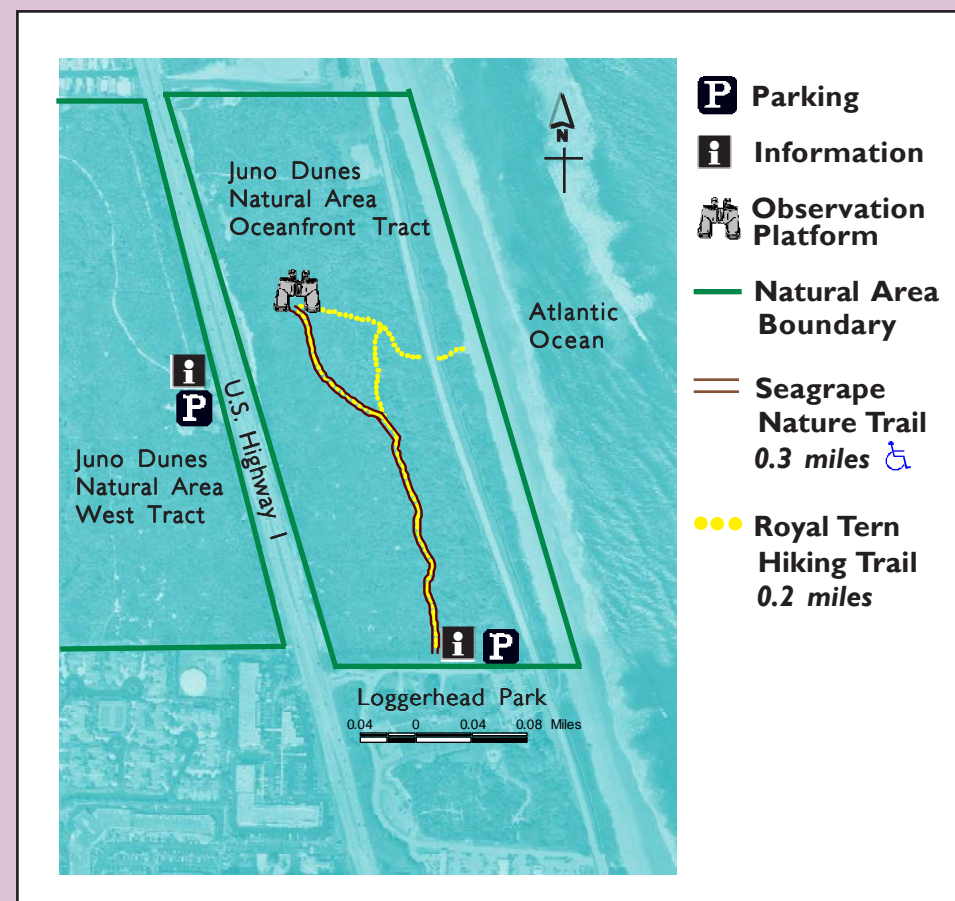 Juno Dunes
Natural Area
Oceanfront Tract
N
Atlantic
Ocean
i
P
U.S. Highway 1
Juno Dunes
Natural Area
West Tract
i
P
Loggerhead Park
0.04 0 0.04 0.08 Miles
P Parking
i Information
Observation
Platform
Natural Area
Boundary
Seagrape
Nature Trail
0.3 miles
Royal Tern
Hiking Trail
0.2 miles